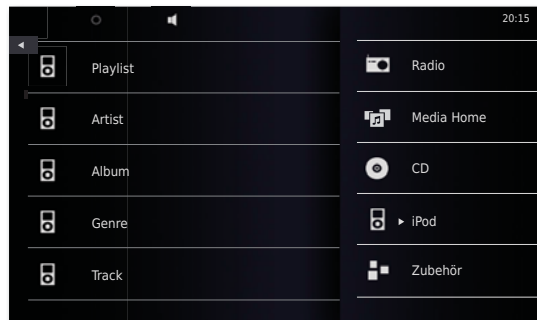 20:15
Playlist
Artist
Album
Genre
Track
Radio
Media Home
CD
iPod
Zubehör